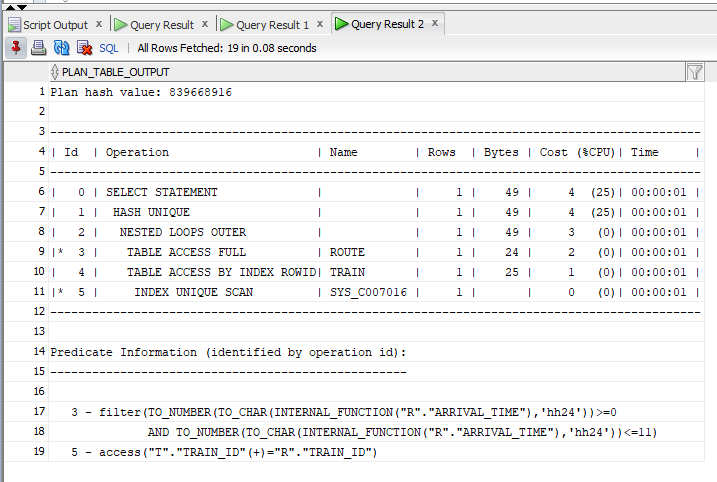 Script Output x Query Result x Query Result 1 x Query Result 2 x
SQL | All Rows Fetched: 19 in 0.08 seconds
PLAN_TABLE_OUTPUT
1 Plan hash value: 839668916
2
3 ---------------------------------------------------------------------------------------------
4 | Id  | Operation                    | Name        | Rows  | Bytes | Cost (%CPU)| Time     |
5 ---------------------------------------------------------------------------------------------
6 |   0 | SELECT STATEMENT             |             |     1 |    49 |     4  (25)| 00:00:01 |
7 |   1 |  HASH UNIQUE                 |             |     1 |    49 |     4  (25)| 00:00:01 |
8 |   2 |   NESTED LOOPS OUTER         |             |     1 |    49 |     3   (0)| 00:00:01 |
9 |*  3 |    TABLE ACCESS FULL         | ROUTE       |     1 |    24 |     2   (0)| 00:00:01 |
10 |   4 |    TABLE ACCESS BY INDEX ROWID| TRAIN       |     1 |    25 |     1   (0)| 00:00:01 |
11 |*  5 |     INDEX UNIQUE SCAN        | SYS_C007016 |     1 |       |     0   (0)| 00:00:01 |
12 ---------------------------------------------------------------------------------------------
13
14 Predicate Information (identified by operation id):
15 ---------------------------------------------------
16
17    3 - filter(TO_NUMBER(TO_CHAR(INTERNAL_FUNCTION("R"."ARRIVAL_TIME"),'hh24'))>=0
18               AND TO_NUMBER(TO_CHAR(INTERNAL_FUNCTION("R"."ARRIVAL_TIME"),'hh24'))<=11)
19    5 - access("T"."TRAIN_ID"(+)="R"."TRAIN_ID")